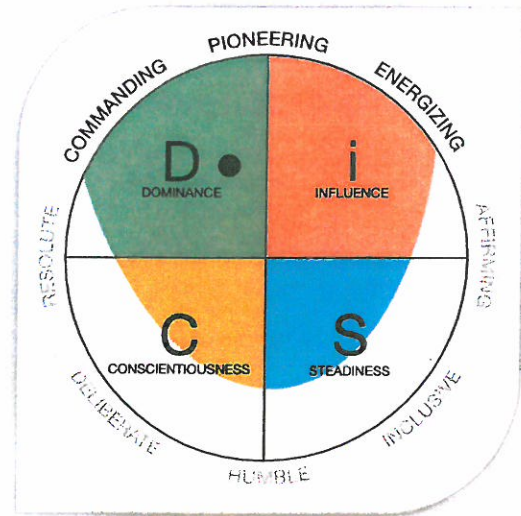 PIONEERING
COMMANDING
ENERGIZING
D
DOMINANCE
i
INFLUENCE
RESOLUTE
AFFIRMING
C
CONSCIENTIOUSNESS
S
STEADINESS
DELIBERATE
INCLUSIVE
HUMBLE